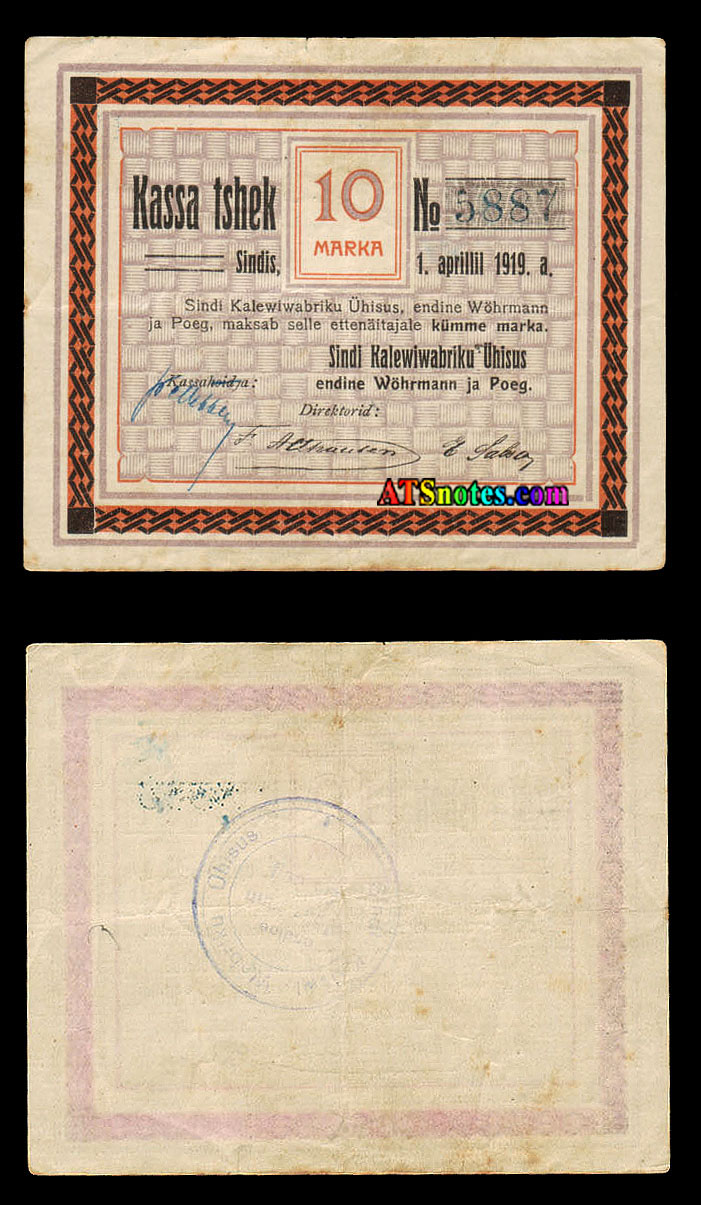 Kassa tshek
10
MARKA
No 5887
Sindis,
1. aprillil 1919. a.
Sindi Kalewiwabriku Ühisus, endine Wöhrmann
ja Poeg, maksab selle ettenäitajale kümme marka.
Sindi Kalewiwabriku Ühisus
endine Wöhrmann ja Poeg.
Kassahoidja:
Direktorid:
ATSnotes.com
Ühisus
endine